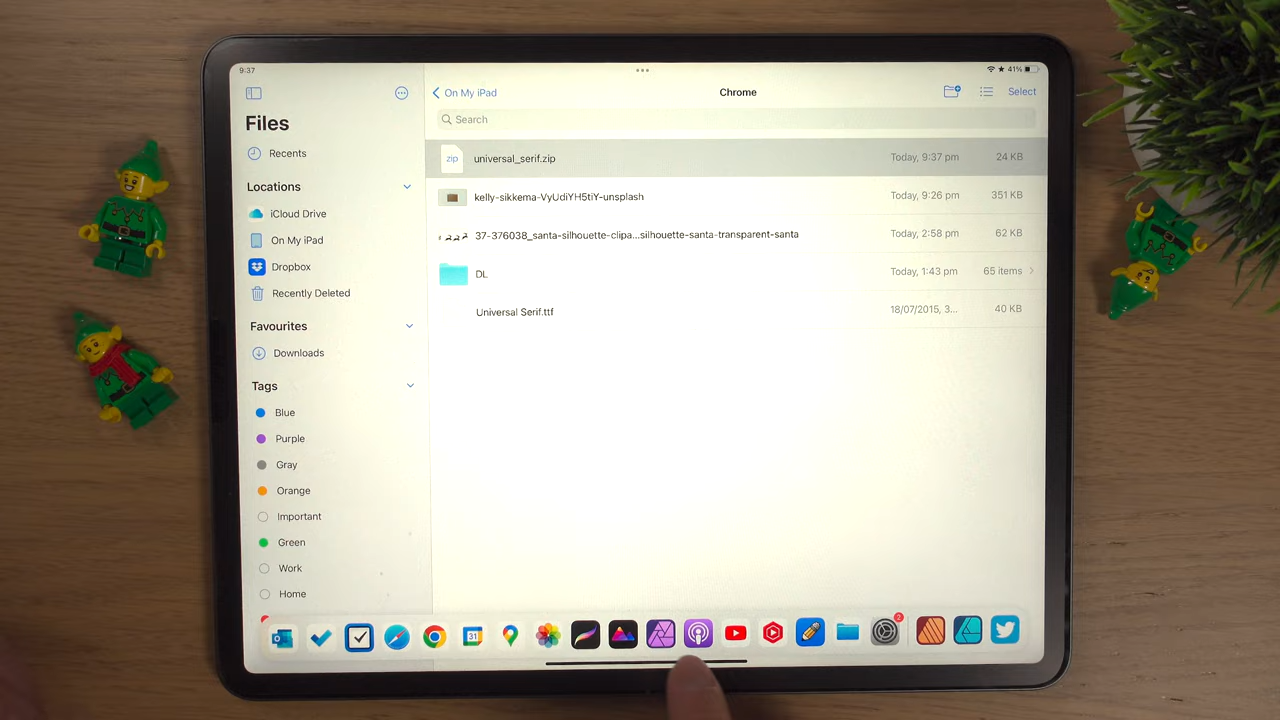 9:37
41%
Files
Recents
Locations
iCloud Drive
On My iPad
Dropbox
Recently Deleted
Favourites
Downloads
Tags
Blue
Purple
Gray
Orange
Important
Green
Work
Home
On My iPad
Chrome
Select
Search
zip
universal_serif.zip Today, 9:37 pm 24 KB
kelly-sikkema-VyUdiYH5tiY-unsplash Today, 9:26 pm 351 KB
37-376038_santa-silhouette-clipa...silhouette-santa-transparent-santa Today, 2:58 pm 62 KB
DL Today, 1:43 pm 65 items
Universal Serif.ttf 18/07/2015, 3... 40 KB
31
2